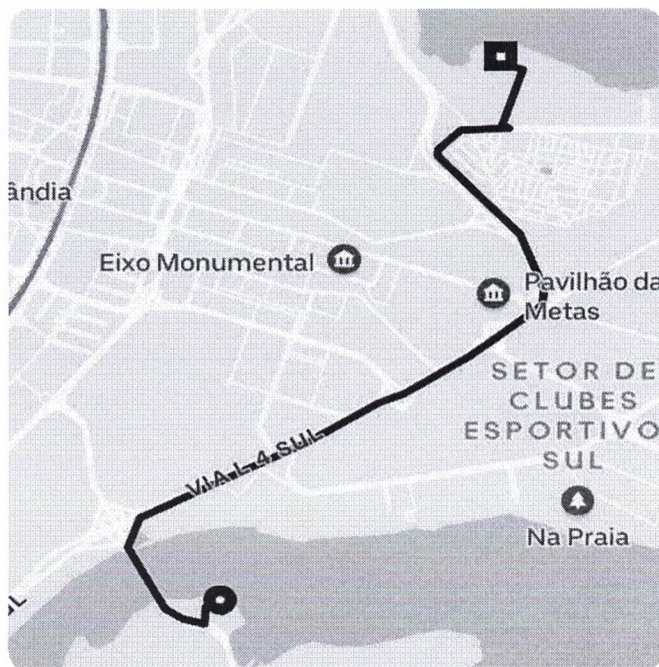 ândia
Eixo Monumental
Pavilhão da
Metas
SETOR DE
CLUBES
ESPORTIVO
SUL
VIA L 4 SUL
Na Praia